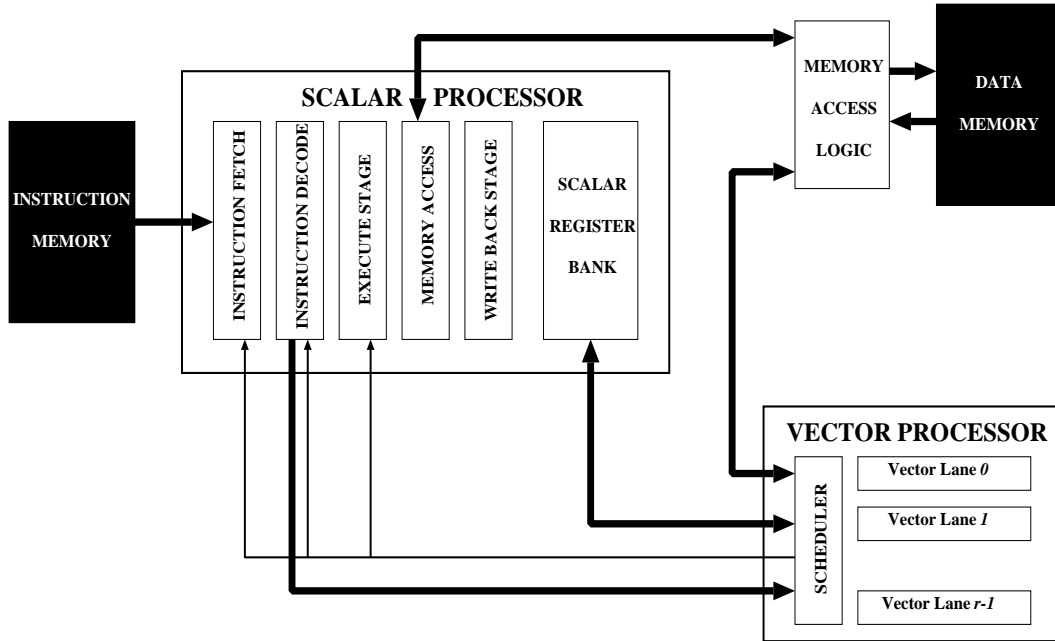 INSTRUCTION
MEMORY
SCALAR PROCESSOR
INSTRUCTION FETCH
INSTRUCTION DECODE
EXECUTE STAGE
MEMORY ACCESS
WRITE BACK STAGE
SCALAR
REGISTER
BANK
MEMORY
ACCESS
LOGIC
DATA
MEMORY
VECTOR PROCESSOR
SCHEDULER
Vector Lane 0
Vector Lane 1
Vector Lane r-1